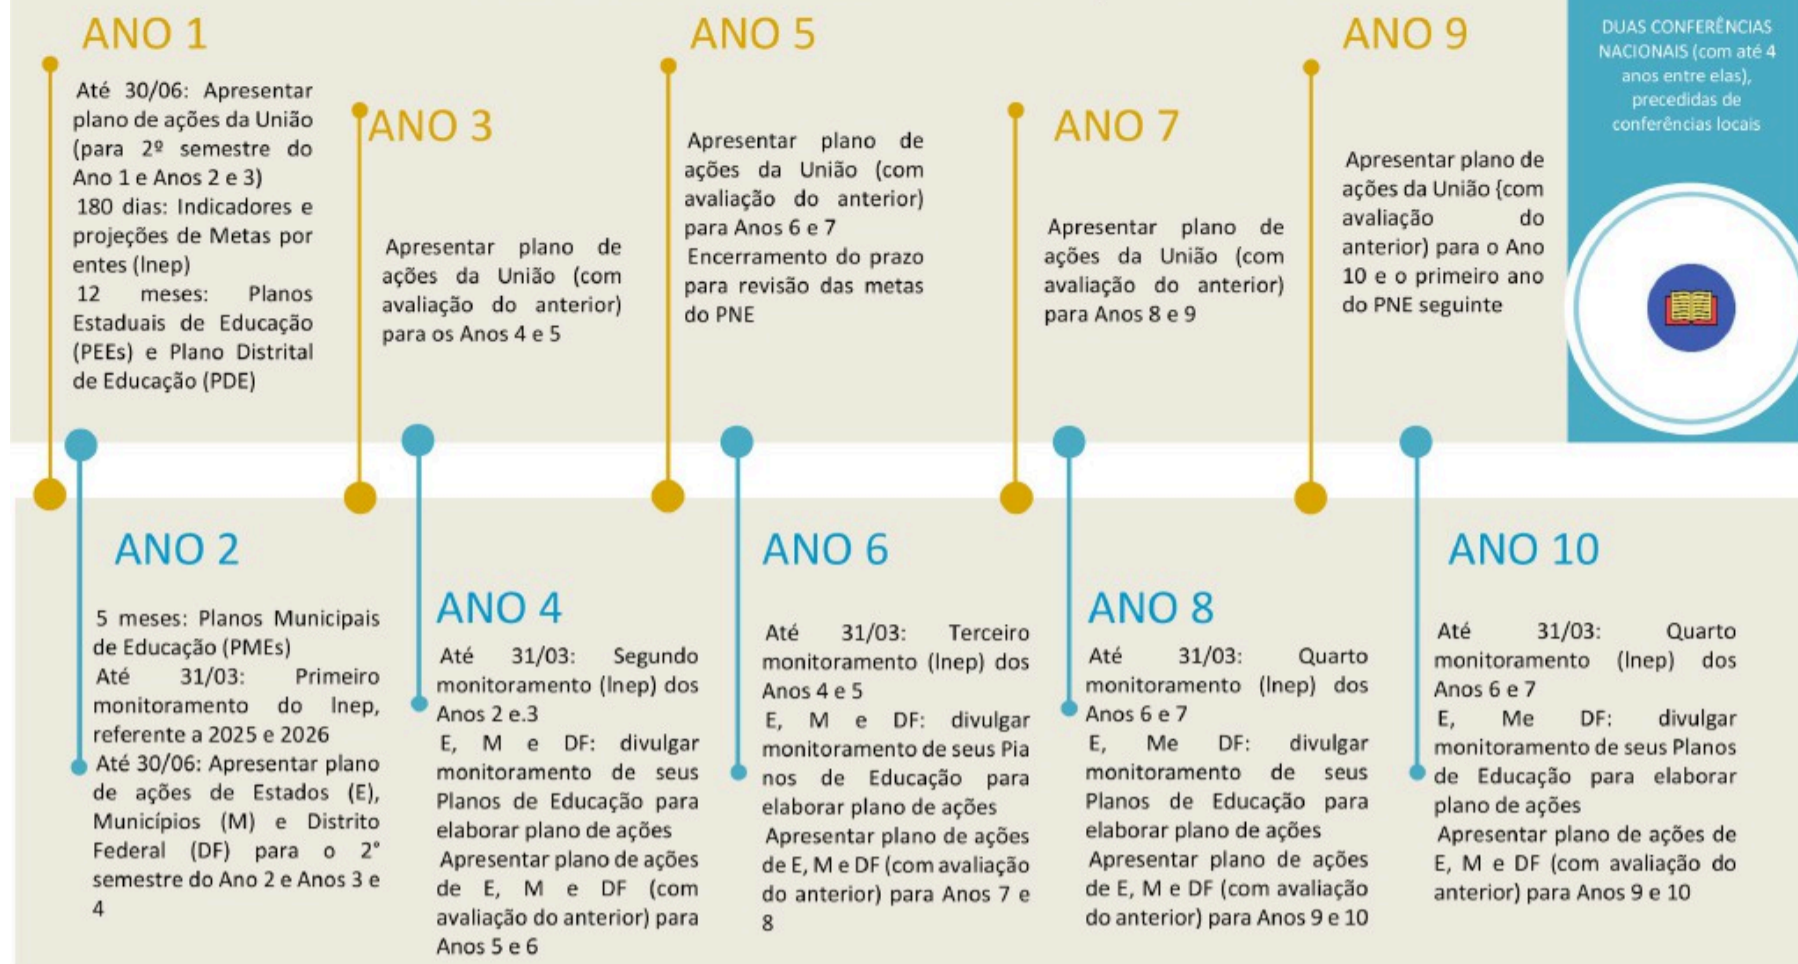 ANO 1
Até 30/06: Apresentar
plano de ações da União
(para 2º semestre do
Ano 1 e Anos 2 e 3)
180 dias: Indicadores e
projeções de Metas por
entes (Inep)
12 meses: Planos
Estaduais de Educação
(PEEs) e Plano Distrital
de Educação (PDE)
ANO 3
Apresentar plano de
ações da União (com
avaliação do anterior)
para os Anos 4 e 5
ANO 5
Apresentar plano de
ações da União (com
avaliação do anterior)
para Anos 6 e 7
Encerramento do prazo
para revisão das metas
do PNE
ANO 7
Apresentar plano de
ações da União (com
avaliação do anterior)
para Anos 8 e 9
ANO 9
Apresentar plano de
ações da União {com
avaliação do
anterior) para o Ano
10 e o primeiro ano
do PNE seguinte
DUAS CONFERÊNCIAS
NACIONAIS (com até 4
anos entre elas),
precedidas de
conferências locais
ANO 2
5 meses: Planos Municipais
de Educação (PMEs)
Até 31/03: Primeiro
monitoramento do Inep,
referente a 2025 e 2026
Até 30/06: Apresentar plano
de ações de Estados (E),
Municípios (M) e Distrito
Federal (DF) para o 2°
semestre do Ano 2 e Anos 3 e
4
ANO 4
Até 31/03: Segundo
monitoramento (Inep) dos
Anos 2 e.3
E, M e DF: divulgar
monitoramento de seus
Planos de Educação para
elaborar plano de ações
Apresentar plano de ações
de E, M e DF (com
avaliação do anterior) para
Anos 5 e 6
ANO 6
Até 31/03: Terceiro
monitoramento (Inep) dos
Anos 4 e 5
E, M e DF: divulgar
monitoramento de seus Pia
nos de Educação para
elaborar plano de ações
Apresentar plano de ações
de E, M e DF (com avaliação
do anterior) para Anos 7 e
8
ANO 8
Até 31/03: Quarto
monitoramento (Inep) dos
Anos 6 e 7
E, Me DF: divulgar
monitoramento de seus
Planos de Educação para
elaborar plano de ações
Apresentar plano de ações
de E, M e DF (com avaliação
do anterior) para Anos 9 e 10
ANO 10
Até 31/03: Quarto
monitoramento (Inep) dos
Anos 6 e 7
E, Me DF: divulgar
monitoramento de seus Planos
de Educação para elaborar
plano de ações
Apresentar plano de ações de
E, M e DF (com avaliação do
anterior) para Anos 9 e 10